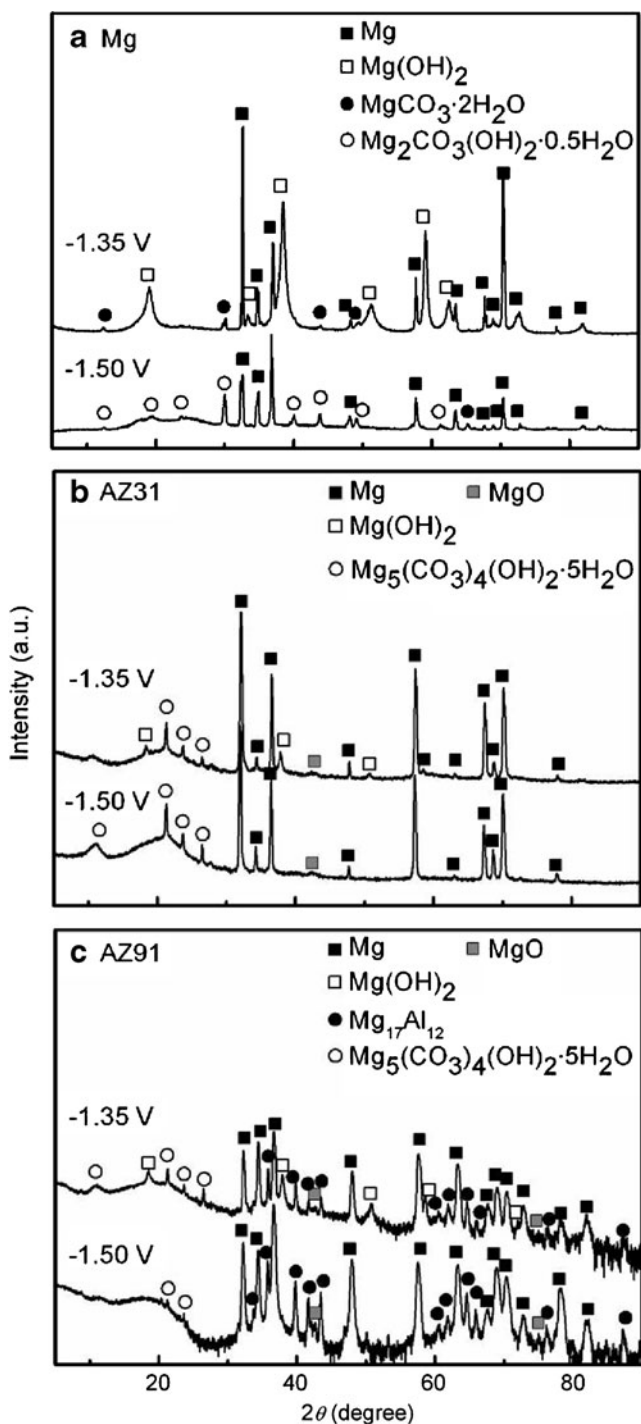 a Mg
■ Mg
□ Mg(OH)₂
● MgCO₃·2H₂O
○ Mg₂CO₃(OH)₂·0.5H₂O
-1.35 V
-1.50 V
b AZ31
■ Mg ■ MgO
□ Mg(OH)₂
○ Mg₅(CO₃)₄(OH)₂·5H₂O
-1.35 V
-1.50 V
Intensity (a.u.)
c AZ91
■ Mg ■ MgO
□ Mg(OH)₂
● Mg₁₇Al₁₂
○ Mg₅(CO₃)₄(OH)₂·5H₂O
-1.35 V
-1.50 V
20 40 60 80
2θ (degree)